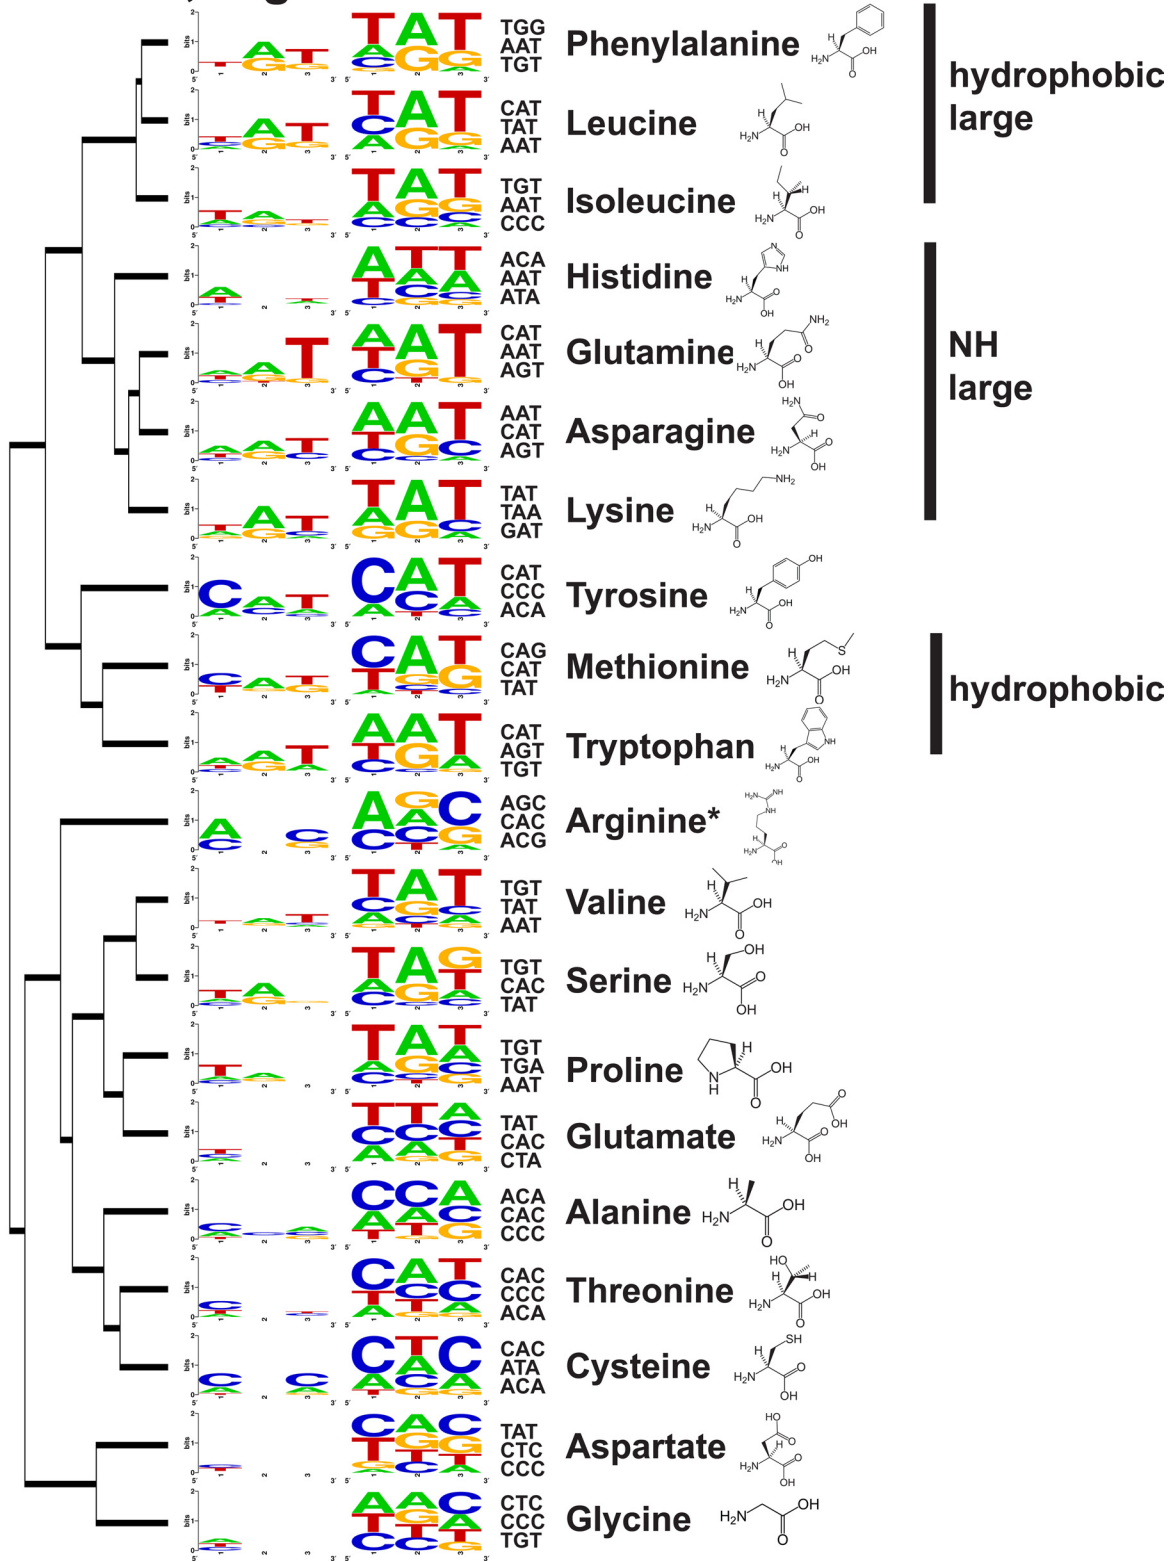 TGG
AAT
TGT
Phenylalanine
hydrophobic
large
CAT
TAT
AAT
Leucine
TGT
AAT
CCC
Isoleucine
ACA
AAT
ATA
Histidine
NH
large
CAT
AAT
AGT
Glutamine
AAT
CAT
AGT
Asparagine
TAT
TAA
GAT
Lysine
CAT
CCC
ACA
Tyrosine
CAG
CAT
TAT
Methionine
hydrophobic
CAT
AGT
TGT
Tryptophan
AGC
CAC
ACG
Arginine*
TGT
TAT
AAT
Valine
TGT
CAC
TAT
Serine
TGT
TGA
AAT
Proline
TAT
CAC
CTA
Glutamate
ACA
CAC
CCC
Alanine
CAC
CCC
ACA
Threonine
CAC
ATA
ACA
Cysteine
TAT
CTC
CCC
Aspartate
CTC
CCC
TGT
Glycine